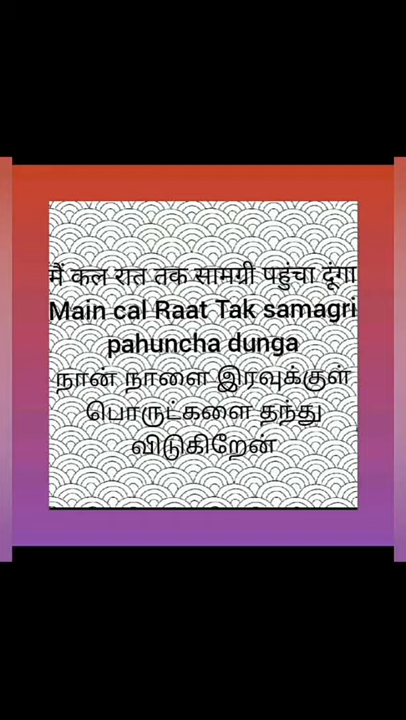 मैं कल रात तक सामग्री पहुंचा दूंगा
Main cal Raat Tak samagri
pahuncha dunga
நான் நாளை இரவுக்குள்
பொருட்களை தந்து
விடுகிறேன்